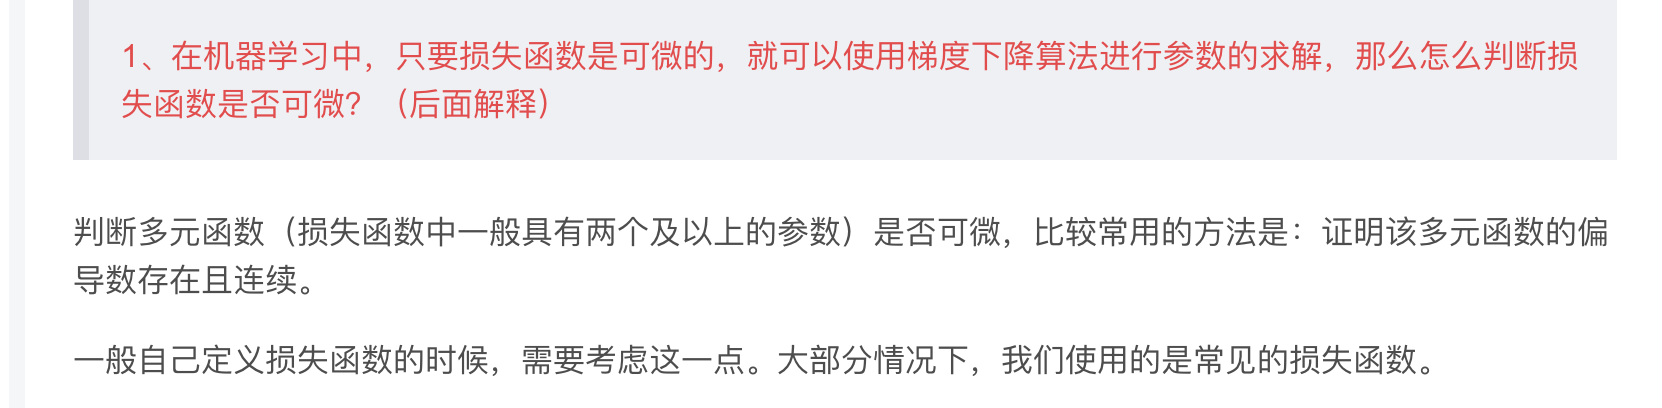 1、在机器学习中，只要损失函数是可微的，就可以使用梯度下降算法进行参数的求解，那么怎么判断损
失函数是否可微？（后面解释）
判断多元函数（损失函数中一般具有两个及以上的参数）是否可微，比较常用的方法是：证明该多元函数的偏
导数存在且连续。
一般自己定义损失函数的时候，需要考虑这一点。大部分情况下，我们使用的是常见的损失函数。